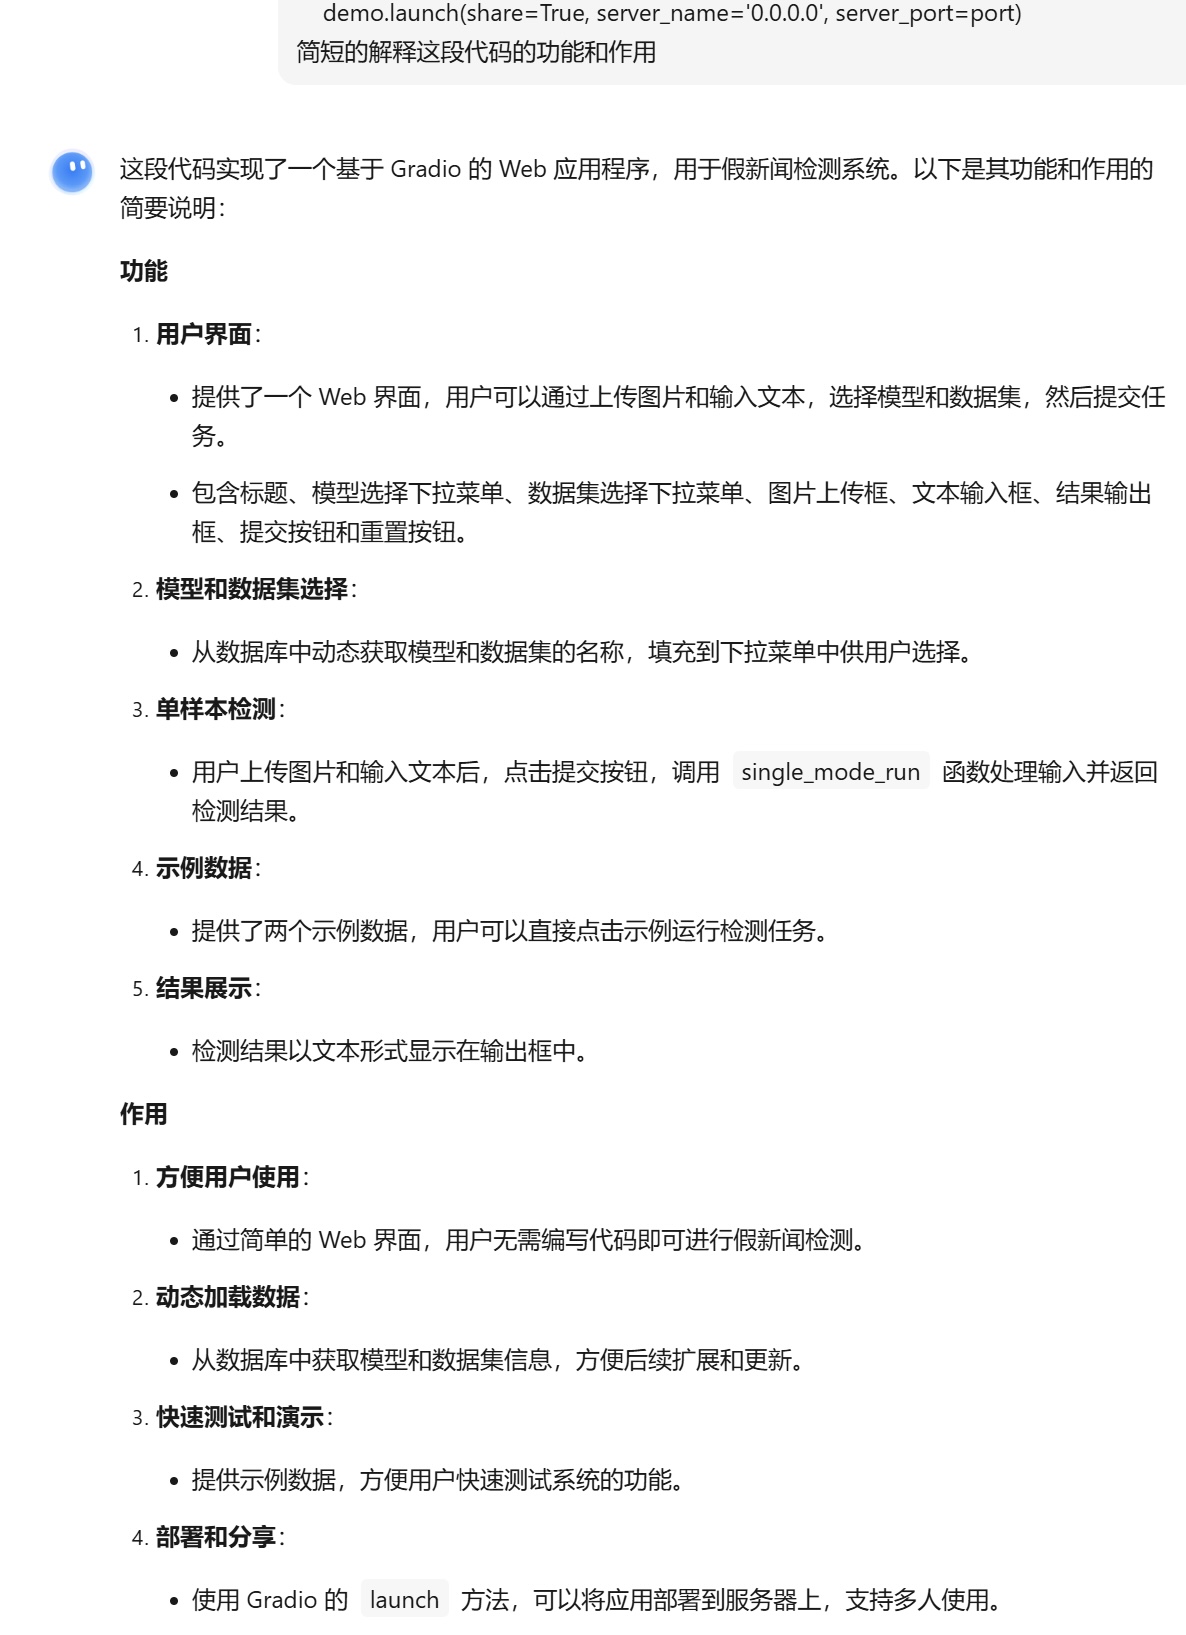 demo.launch(share=True, server_name='0.0.0.0', server_port=port)
简短的解释这段代码的功能和作用
这段代码实现了一个基于 Gradio 的 Web 应用程序，用于假新闻检测系统。以下是其功能和作用的
简要说明：
功能
1. 用户界面：
• 提供了一个 Web 界面，用户可以通过上传图片和输入文本，选择模型和数据集，然后提交任
务。
• 包含标题、模型选择下拉菜单、数据集选择下拉菜单、图片上传框、文本输入框、结果输出
框、提交按钮和重置按钮。
2. 模型和数据集选择：
• 从数据库中动态获取模型和数据集的名称，填充到下拉菜单中供用户选择。
3. 单样本检测：
• 用户上传图片和输入文本后，点击提交按钮，调用 single_mode_run 函数处理输入并返回
检测结果。
4. 示例数据：
• 提供了两个示例数据，用户可以直接点击示例运行检测任务。
5. 结果展示：
• 检测结果以文本形式显示在输出框中。
作用
1. 方便用户使用：
• 通过简单的 Web 界面，用户无需编写代码即可进行假新闻检测。
2. 动态加载数据：
• 从数据库中获取模型和数据集信息，方便后续扩展和更新。
3. 快速测试和演示：
• 提供示例数据，方便用户快速测试系统的功能。
4. 部署和分享：
• 使用 Gradio 的 launch 方法，可以将应用部署到服务器上，支持多人使用。